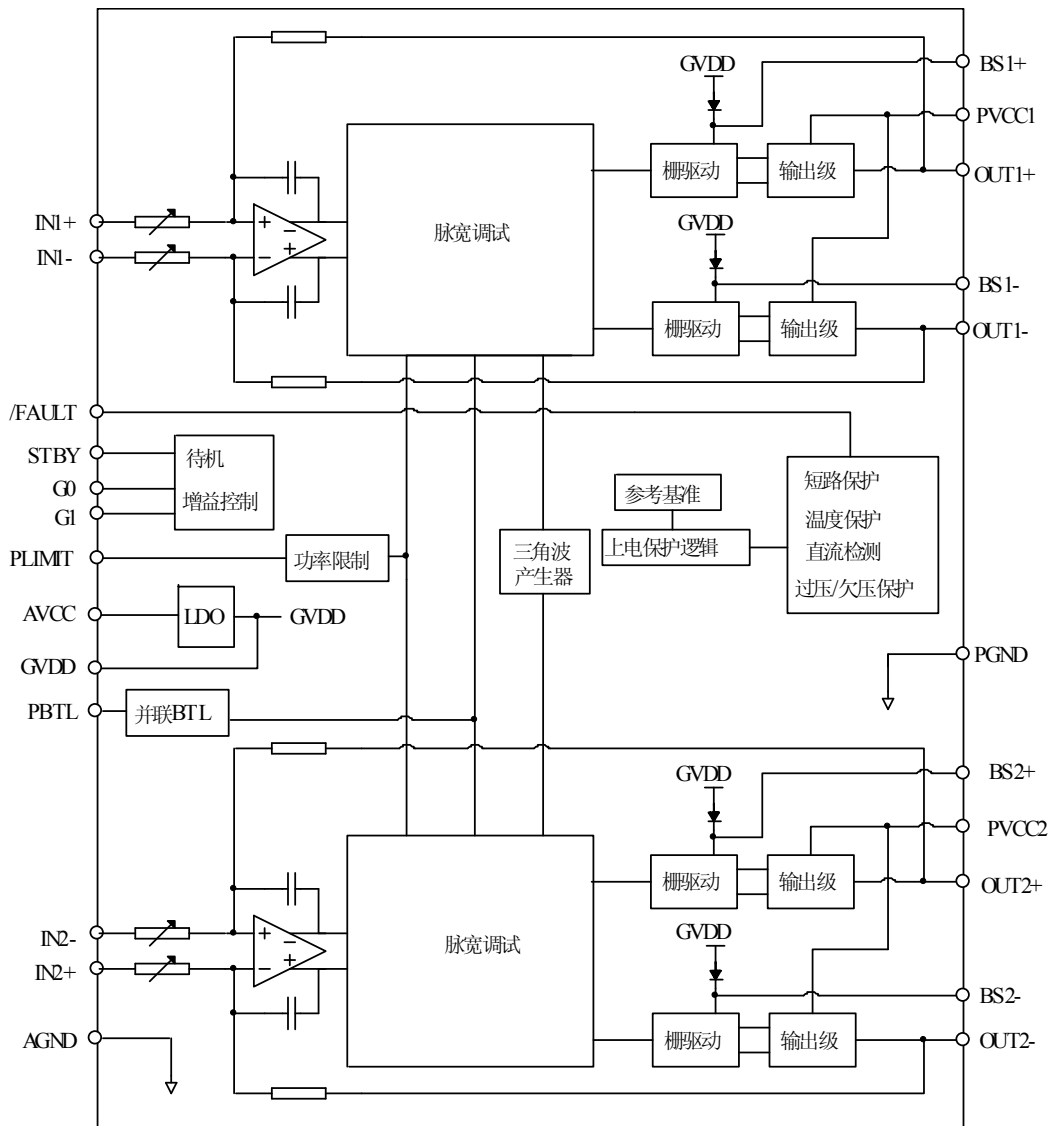 GVDD
BS1+
PVCC1
栅驱动
输出级
OUT1+
IN1+
IN1-
+
−
+
−
脉宽调试
GVDD
BS1-
栅驱动
输出级
OUT1-
/FAULT
STBY
G0
G1
待机
增益控制
PLIMIT
功率限制
参考基准
上电保护逻辑
三角波
产生器
短路保护
温度保护
直流检测
过压/欠压保护
AVCC
LDO
GVDD
GVDD
PGND
PBTL
并联BTL
GVDD
BS2+
PVCC2
栅驱动
输出级
OUT2+
IN2-
IN2+
+
−
+
−
脉宽调试
GVDD
BS2-
栅驱动
输出级
OUT2-
AGND